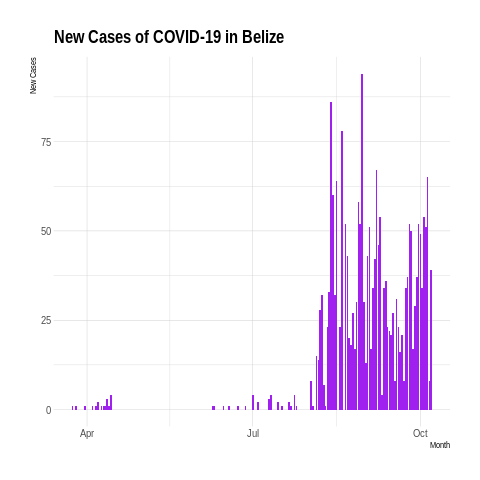 New Cases of COVID-19 in Belize
New Cases
75
50
25
0
Apr Jul Oct
Month